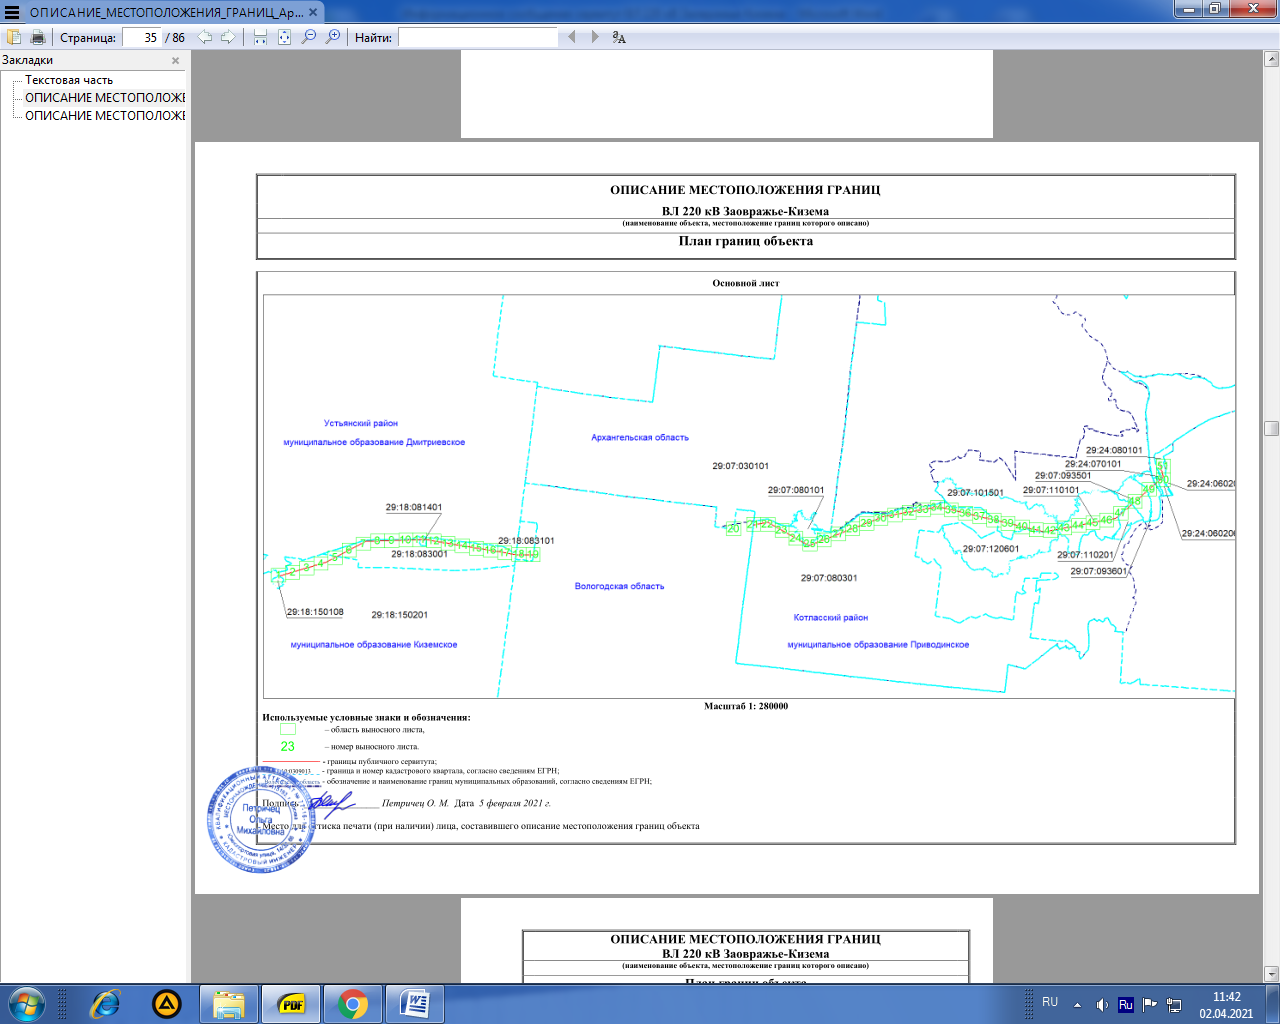 ОПИСАНИЕ_МЕСТОПОЛОЖЕНИЯ_ГРАНИЦ_Ар...
Страница: 35 / 86
Найти:
Закладки
Текстовая часть
ОПИСАНИЕ МЕСТОПОЛОЖЕ
ОПИСАНИЕ МЕСТОПОЛОЖЕ
ОПИСАНИЕ МЕСТОПОЛОЖЕНИЯ ГРАНИЦ
ВЛ 220 кВ Заовражье-Кизема
(наименование объекта, местоположение границ которого описано)
План границ объекта
Основной лист
Устьянский район
муниципальное образование Дмитриевское
Архангельская область
29:07:030101
29:07:080101
29:24:080101
29:24:070101
29:07:093501
29:07:110101
29:07:101501
29:24:0602
29:18:081401
29:18:083101
29:18:083001
29:07:120601
29:24:06020
29:07:110201
29:07:093601
29:07:080301
Вологодская область
29:18:150108
29:18:150201
Котласский район
муниципальное образование Киземское
муниципальное образование Приводинское
Масштаб 1: 280000
Используемые условные знаки и обозначения:
– область выносного листа,
23 – номер выносного листа.
- границы публичного сервитута;
- граница и номер кадастрового квартала, согласно сведениям ЕГРН;
- обозначение и наименование границ муниципальных образований, согласно сведениям ЕГРН;
Петричец О. М. Дата 5 февраля 2021 г.
Петричец
Ольга
Михайловна
КАДАСТРОВЫЙ ИНЖЕНЕР
Место для оттиска печати (при наличии) лица, составившего описание местоположения границ объекта
ОПИСАНИЕ МЕСТОПОЛОЖЕНИЯ ГРАНИЦ
ВЛ 220 кВ Заовражье-Кизема
(наименование объекта, местоположение границ которого описано)
План границ объекта
PDF
RU
Ru
11:42
02.04.2021